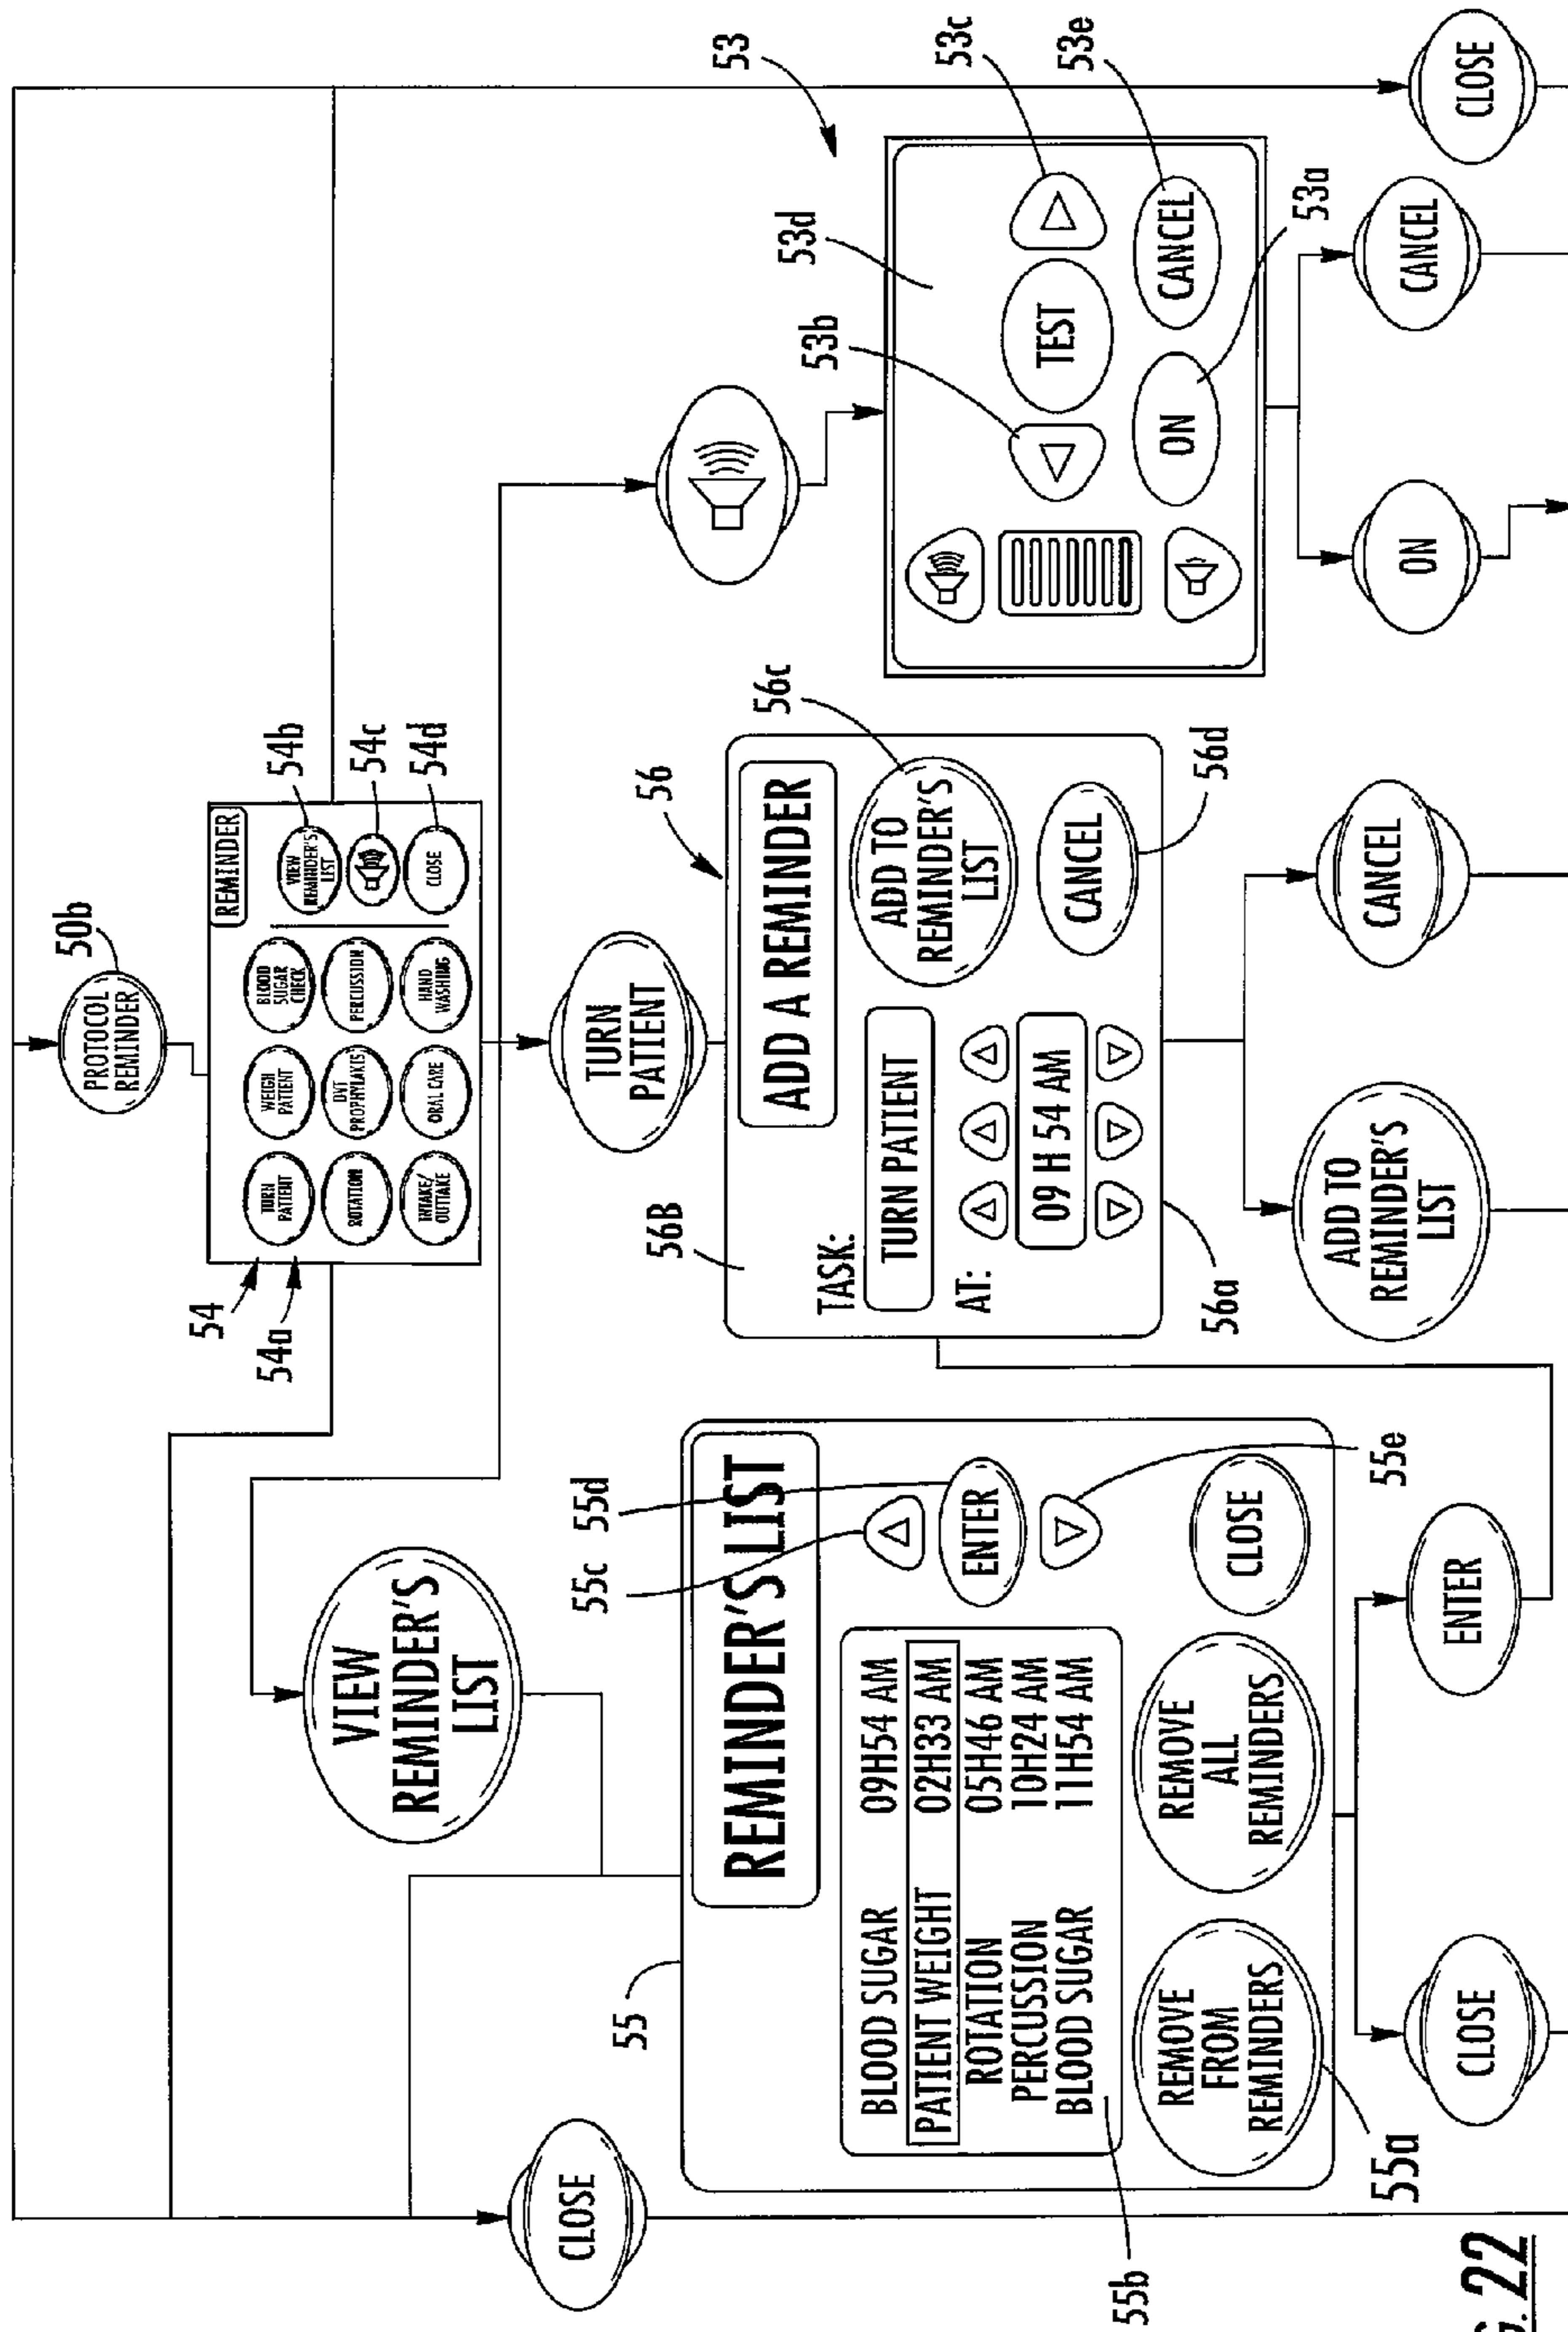 50b
PROTOCOL
REMINDER
54
54a
REMINDER
TURN
PATIENT
WEIGH
PATIENT
BLOOD
SUGAR
CHECK
VIEW
REMINDER'S
LIST
54b
ROTATION
DVT
PROPHYLAXIS
PERCUSSION
54c
INTAKE/
OUTTAKE
ORAL CARE
HAND
WASHING
CLOSE
54d
VIEW
REMINDER'S
LIST
TURN
PATIENT
CLOSE
55
REMINDER'S LIST
BLOOD SUGAR 09H54 AM
PATIENT WEIGHT 02H33 AM
ROTATION 05H46 AM
PERCUSSION 10H24 AM
BLOOD SUGAR 11H54 AM
55c
55d
ENTER
55e
REMOVE
FROM
REMINDERS
REMOVE
ALL
REMINDERS
CLOSE
55b
55a
CLOSE
ENTER
56B
56
ADD A REMINDER
TASK:
TURN PATIENT
AT:
09 H 54 AM
ADD TO
REMINDER'S
LIST
56c
CANCEL
56d
56a
ADD TO
REMINDER'S
LIST
CANCEL
53
53b
53d
53c
TEST
ON
CANCEL
53e
53a
ON
CANCEL
CLOSE
G. 22